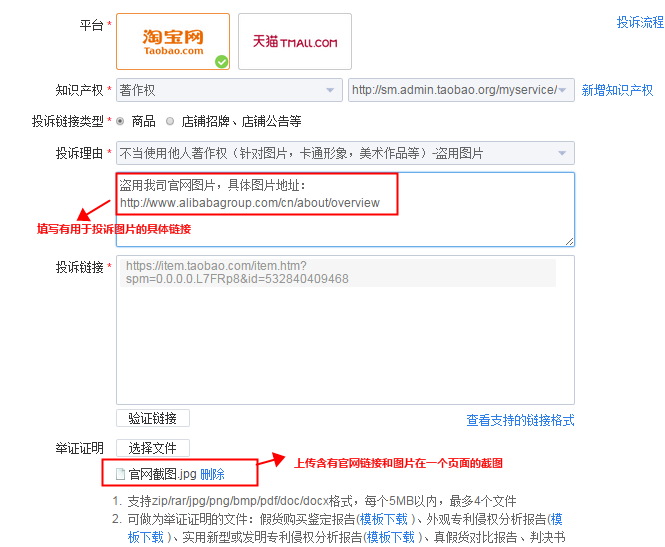 平台 *
淘宝网
Taobao.com
天猫 TMALL.COM
投诉流程
知识产权 * 著作权 http://sm.admin.taobao.org/myservice/ 新增知识产权
投诉链接类型 * 商品 店铺招牌、店铺公告等
投诉理由 * 不当使用他人著作权（针对图片，卡通形象，美术作品等）-盗用图片
盗用我司官网图片，具体图片地址：
http://www.alibabagroup.com/cn/about/overview
填写有用于投诉图片的具体链接
投诉链接 * https://item.taobao.com/item.htm?
spm=0.0.0.0.L7FRp8&id=532840409468
验证链接
查看支持的链接格式
举证证明 选择文件
官网截图.jpg 删除
上传含有官网链接和图片在一个页面的截图
1. 支持zip/rar/jpg/png/bmp/pdf/doc/docx格式，每个5MB以内，最多4个文件
2. 可做为举证证明的文件：假货购买鉴定报告(模板下载 )、外观专利侵权分析报告(模
板下载 )、实用新型或发明专利侵权分析报告(模板下载 )、真假货对比报告、判决书